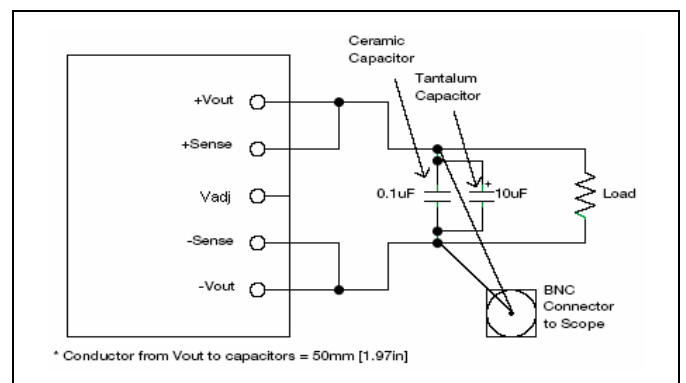 Ceramic
Capacitor
Tantalum
Capacitor
+Vout
+Sense
Vadj
-Sense
-Vout
0.1uF
+
10uF
Load
BNC
Connector
to Scope
* Conductor from Vout to capacitors = 50mm [1.97in]